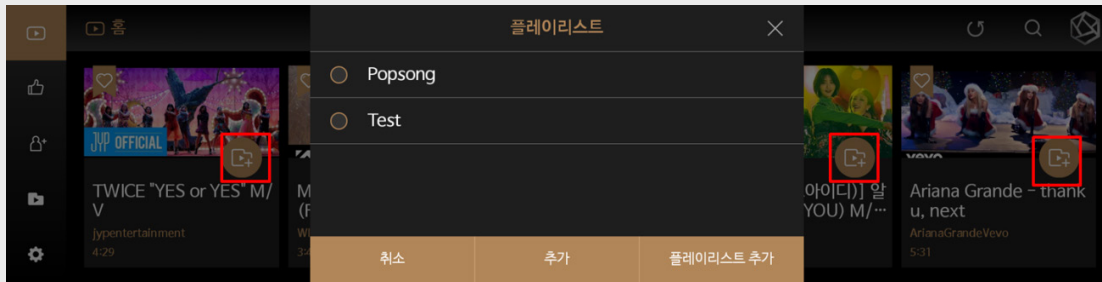 홈
플레이리스트
Popsong
Test
취소
추가
플레이리스트 추가
JYP OFFICIAL
TWICE "YES or YES" M/
V
jypentertainment
4:29
M
(F
아이디)] 알
YOU) M/⋯
vevo
Ariana Grande – thank
u, next
ArianaGrandeVevo
5:31